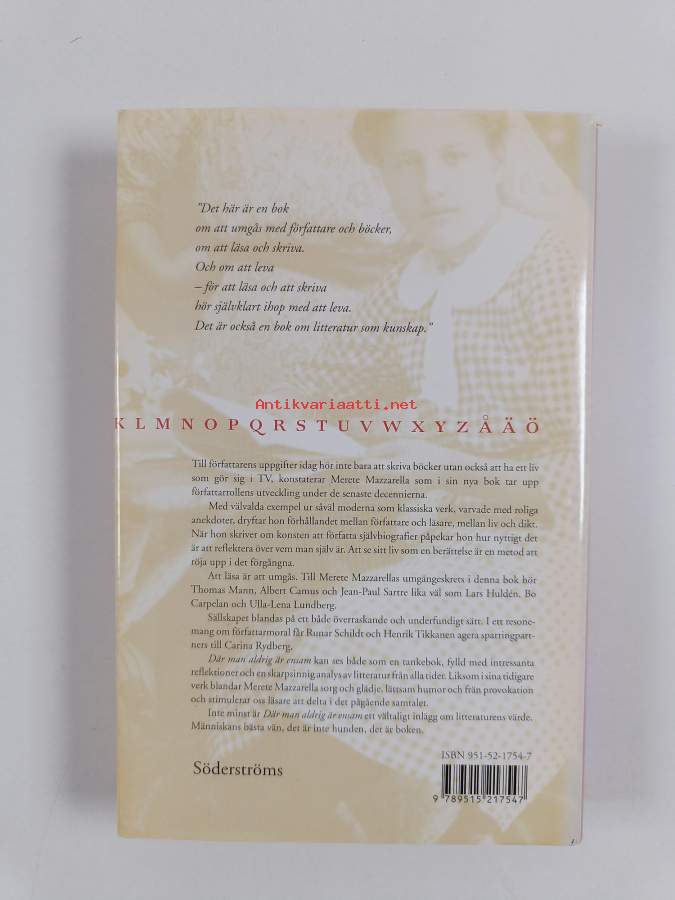 "Det här är en bok
om att umgås med författare och böcker,
om att läsa och skriva.
Och om att leva
– för att läsa och att skriva
hör självklart ihop med att leva.
Det är också en bok om litteratur som kunskap."
Antikvariaatti.net
K L M N O P Q R S T U V W X Y Z Å Ä Ö
Till författarens uppgifter idag hör inte bara att skriva böcker utan också att ha ett liv
som gör sig i TV, konstaterar Merete Mazzarella som i sin nya bok tar upp
författarrollens utveckling under de senaste decennierna.
Med välvalda exempel ur såväl moderna som klassiska verk, varvade med roliga
anekdoter, dryftar hon förhållandet mellan författare och läsare, mellan liv och dikt.
När hon skriver om konsten att författa självbiografier påpekar hon hur nyttigt det
är att reflektera över vem man själv är. Att se sitt liv som en berättelse är en metod att
röja upp i det förgångna.
Att läsa är att umgås. Till Merete Mazzarellas umgängeskrets i denna bok hör
Thomas Mann, Albert Camus och Jean-Paul Sartre lika väl som Lars Huldén, Bo
Carpelan och Ulla-Lena Lundberg.
Sällskapet blandas på ett både överraskande och underfundigt sätt. I ett resone-
mang om författarmoral får Runar Schildt och Henrik Tikkanen agera sparringpart-
ners till Carina Rydberg.
Där man aldrig är ensam kan ses både som en tankebok, fylld med intressanta
reflektioner och en skarpsinnig analys av litteratur från alla tider. Liksom i sina tidigare
verk blandar Merete Mazzarella sorg och glädje, lättsam humor och frän provokation
och stimulerar oss läsare att delta i det pågående samtalet.
Inte minst är Där man aldrig är ensam ett vältaligt inlägg om litteraturens värde.
Människans bästa vän, det är inte hunden, det är boken.
ISBN 951-52-1754-7
Söderströms
9 789515 217547